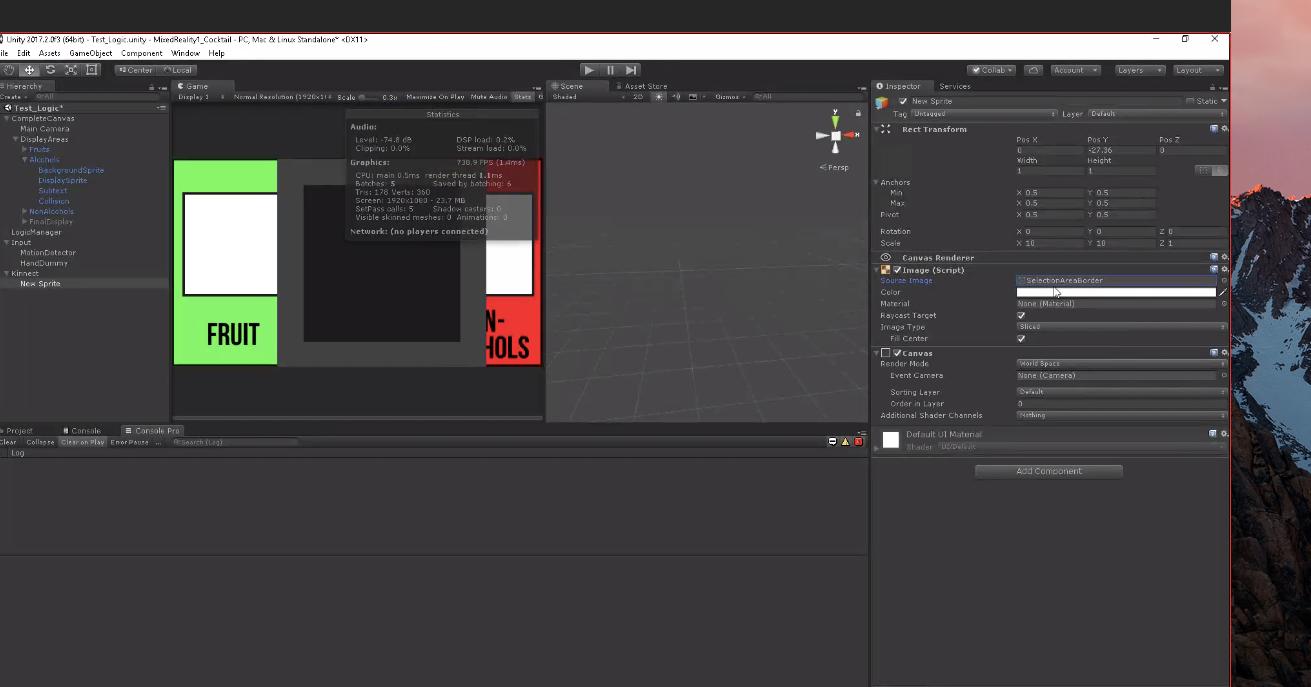 Unity 2017.2.0f3 (64bit) - Test_Logic.unity - MixedReality1_Cocktail - PC, Mac & Linux Standalone* <DX11>
ile Edit Assets GameObject Component Window Help
Center Local Collab Account Layers Layout
Hierarchy
Create All
Test_Logic*
CompleteCanvas
Main Camera
DisplayAreas
Fruits
Alcohols
BackgroundSprite
DisplaySprite
Subtext
Collision
NonAlcohols
FinalDisplay
LogicManager
Input
MotionDetector
HandDummy
Kinnect
New Sprite
Game
Display 1 Normal Resolution (1920x1 Scale 0.3x Maximize On Play Mute Audio Stats G
Statistics
Audio:
Level: -74.8 dB DSP load: 0.2%
Clipping: 0.0% Stream load: 0.0%
Graphics: 738.9 FPS (1.4ms)
CPU: main 0.5ms render thread 1.1ms
Batches: 5 Saved by batching: 6
Tris: 178 Verts: 360
Screen: 1920x1080 - 23.7 MB
SetPass calls: 5 Shadow casters: 0
Visible skinned meshes: 0 Animations: 0
Network: (no players connected)
FRUIT
N-
HOLS
Scene Asset Store
Shaded 2D Gizmos All
y
x
Persp
Project Console Console Pro
Clear Collapse Clear on Play Error Pause ... Search (Log)
Log
Inspector Services
New Sprite Static
Tag Untagged Layer Default
Rect Transform
Pos X Pos Y Pos Z
0 -27.36 0
Width Height
1 1
Anchors
Min X 0.5 Y 0.5
Max X 0.5 Y 0.5
Pivot X 0.5 Y 0.5
Rotation X 0 Y 0 Z 0
Scale X 10 Y 10 Z 1
Canvas Renderer
Image (Script)
Source Image SelectionAreaBorder
Color
Material None (Material)
Raycast Target
Image Type Sliced
Fill Center
Canvas
Render Mode World Space
Event Camera None (Camera)
Sorting Layer Default
Order in Layer 0
Additional Shader Channels Nothing
Default UI Material
Shader UI/Default
Add Component